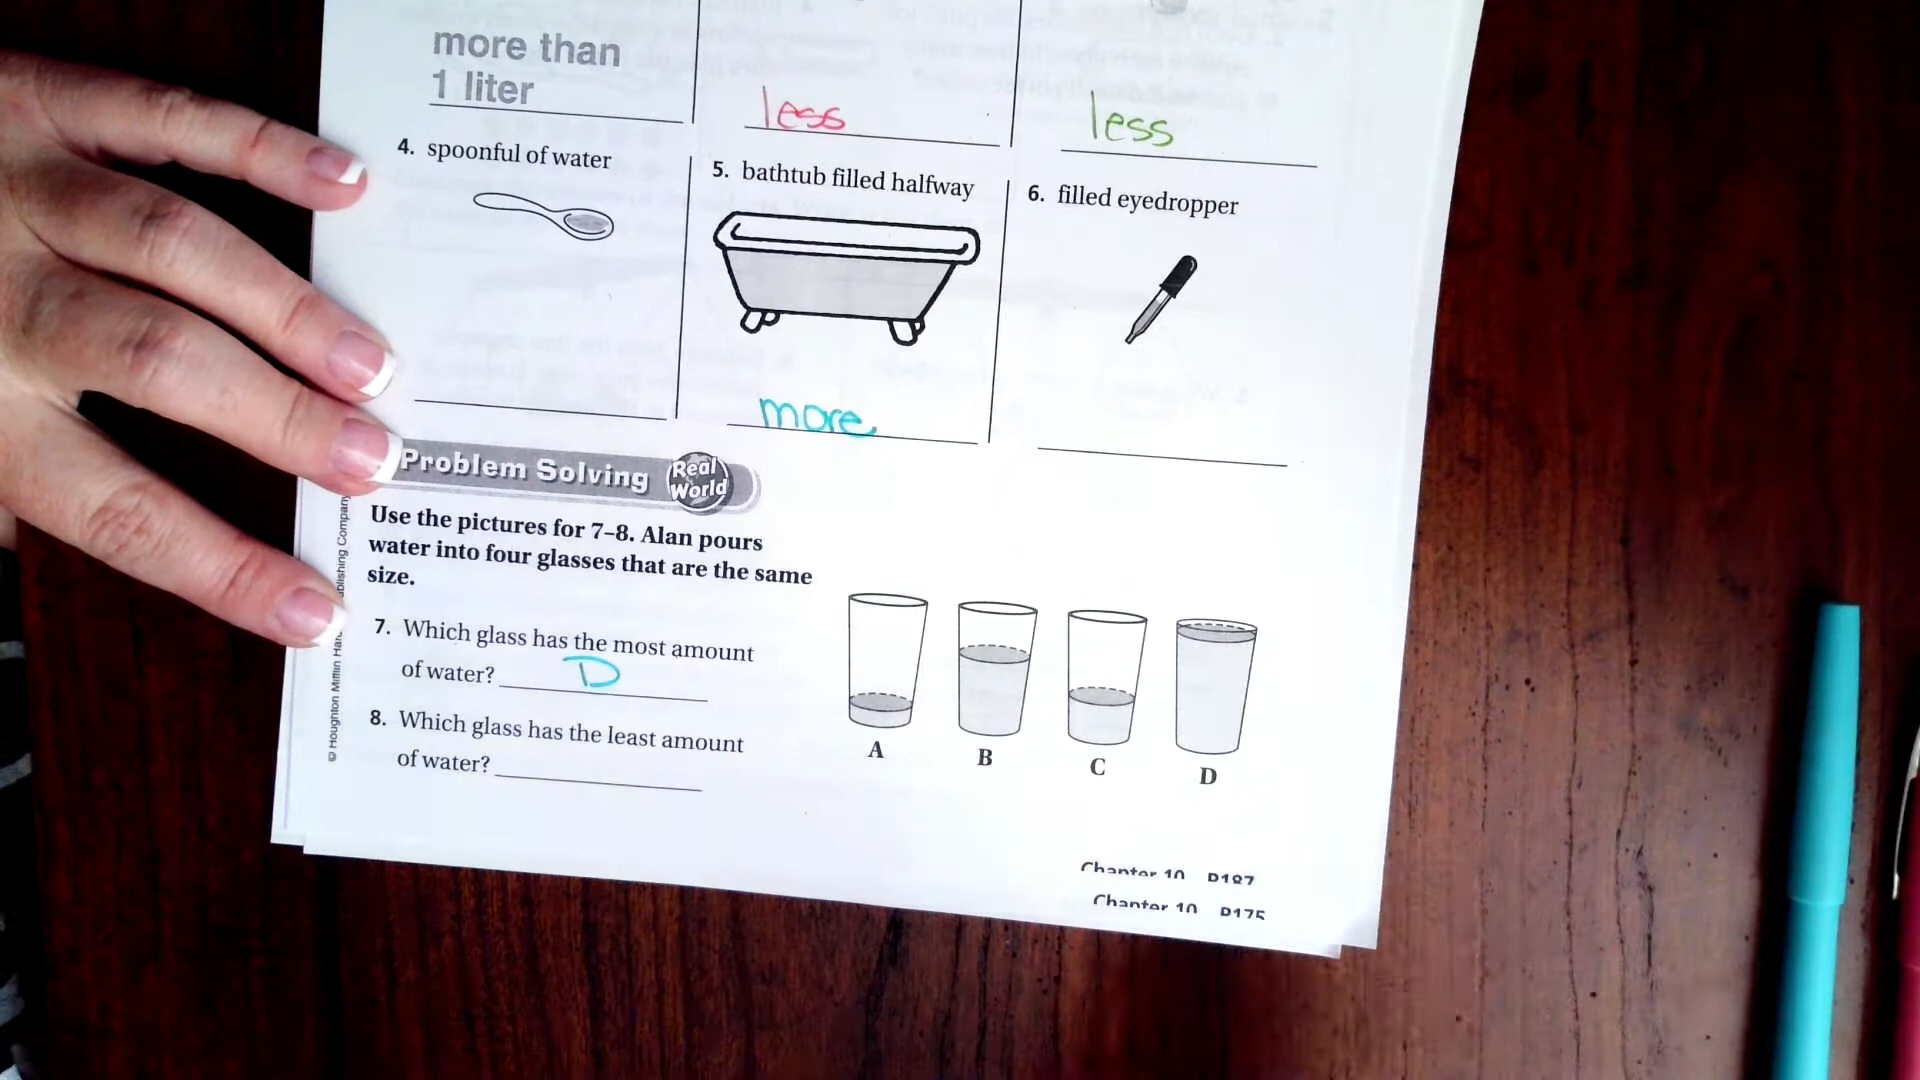 more than
1 liter
less
less
4. spoonful of water
5. bathtub filled halfway
6. filled eyedropper
more
Problem Solving Real World
Use the pictures for 7–8. Alan pours
water into four glasses that are the same
size.
7. Which glass has the most amount
of water? D
8. Which glass has the least amount
of water?
A
B
C
D
© Houghton Mifflin
Publishing Company
Chapter 10 P187
Chapter 10 P175